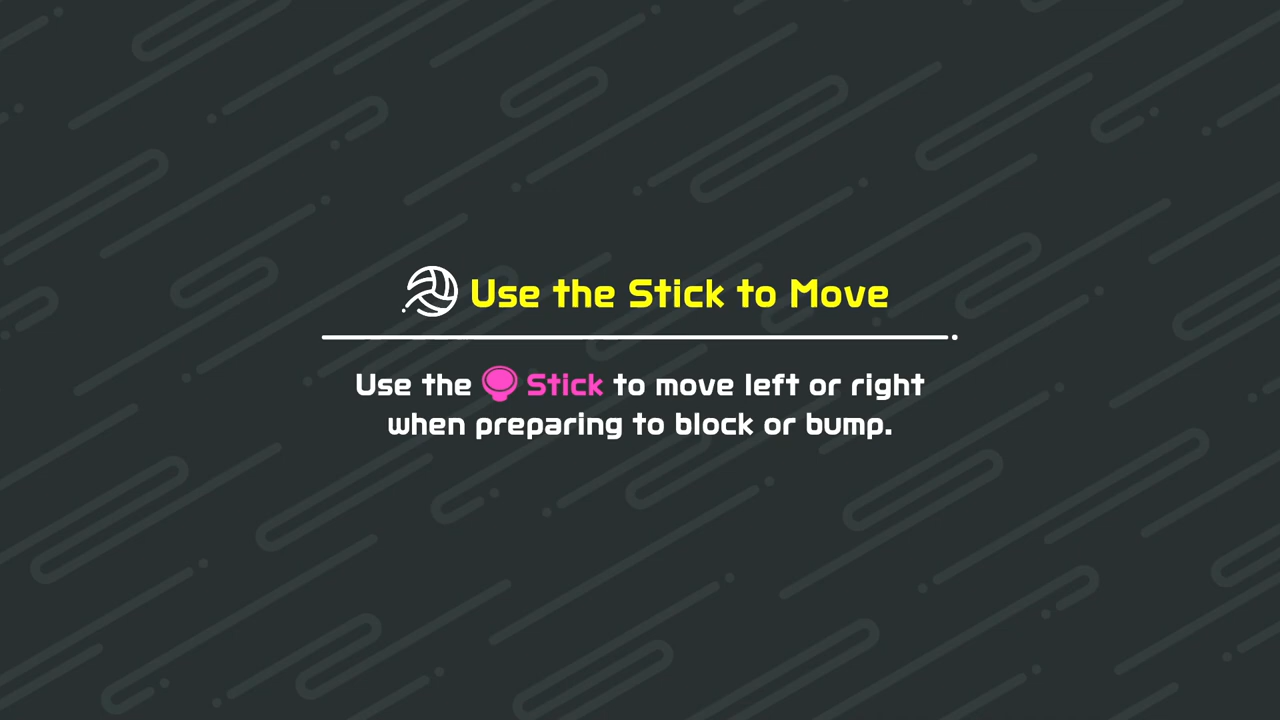 Use the Stick to Move
Use the Stick to move left or right
when preparing to block or bump.